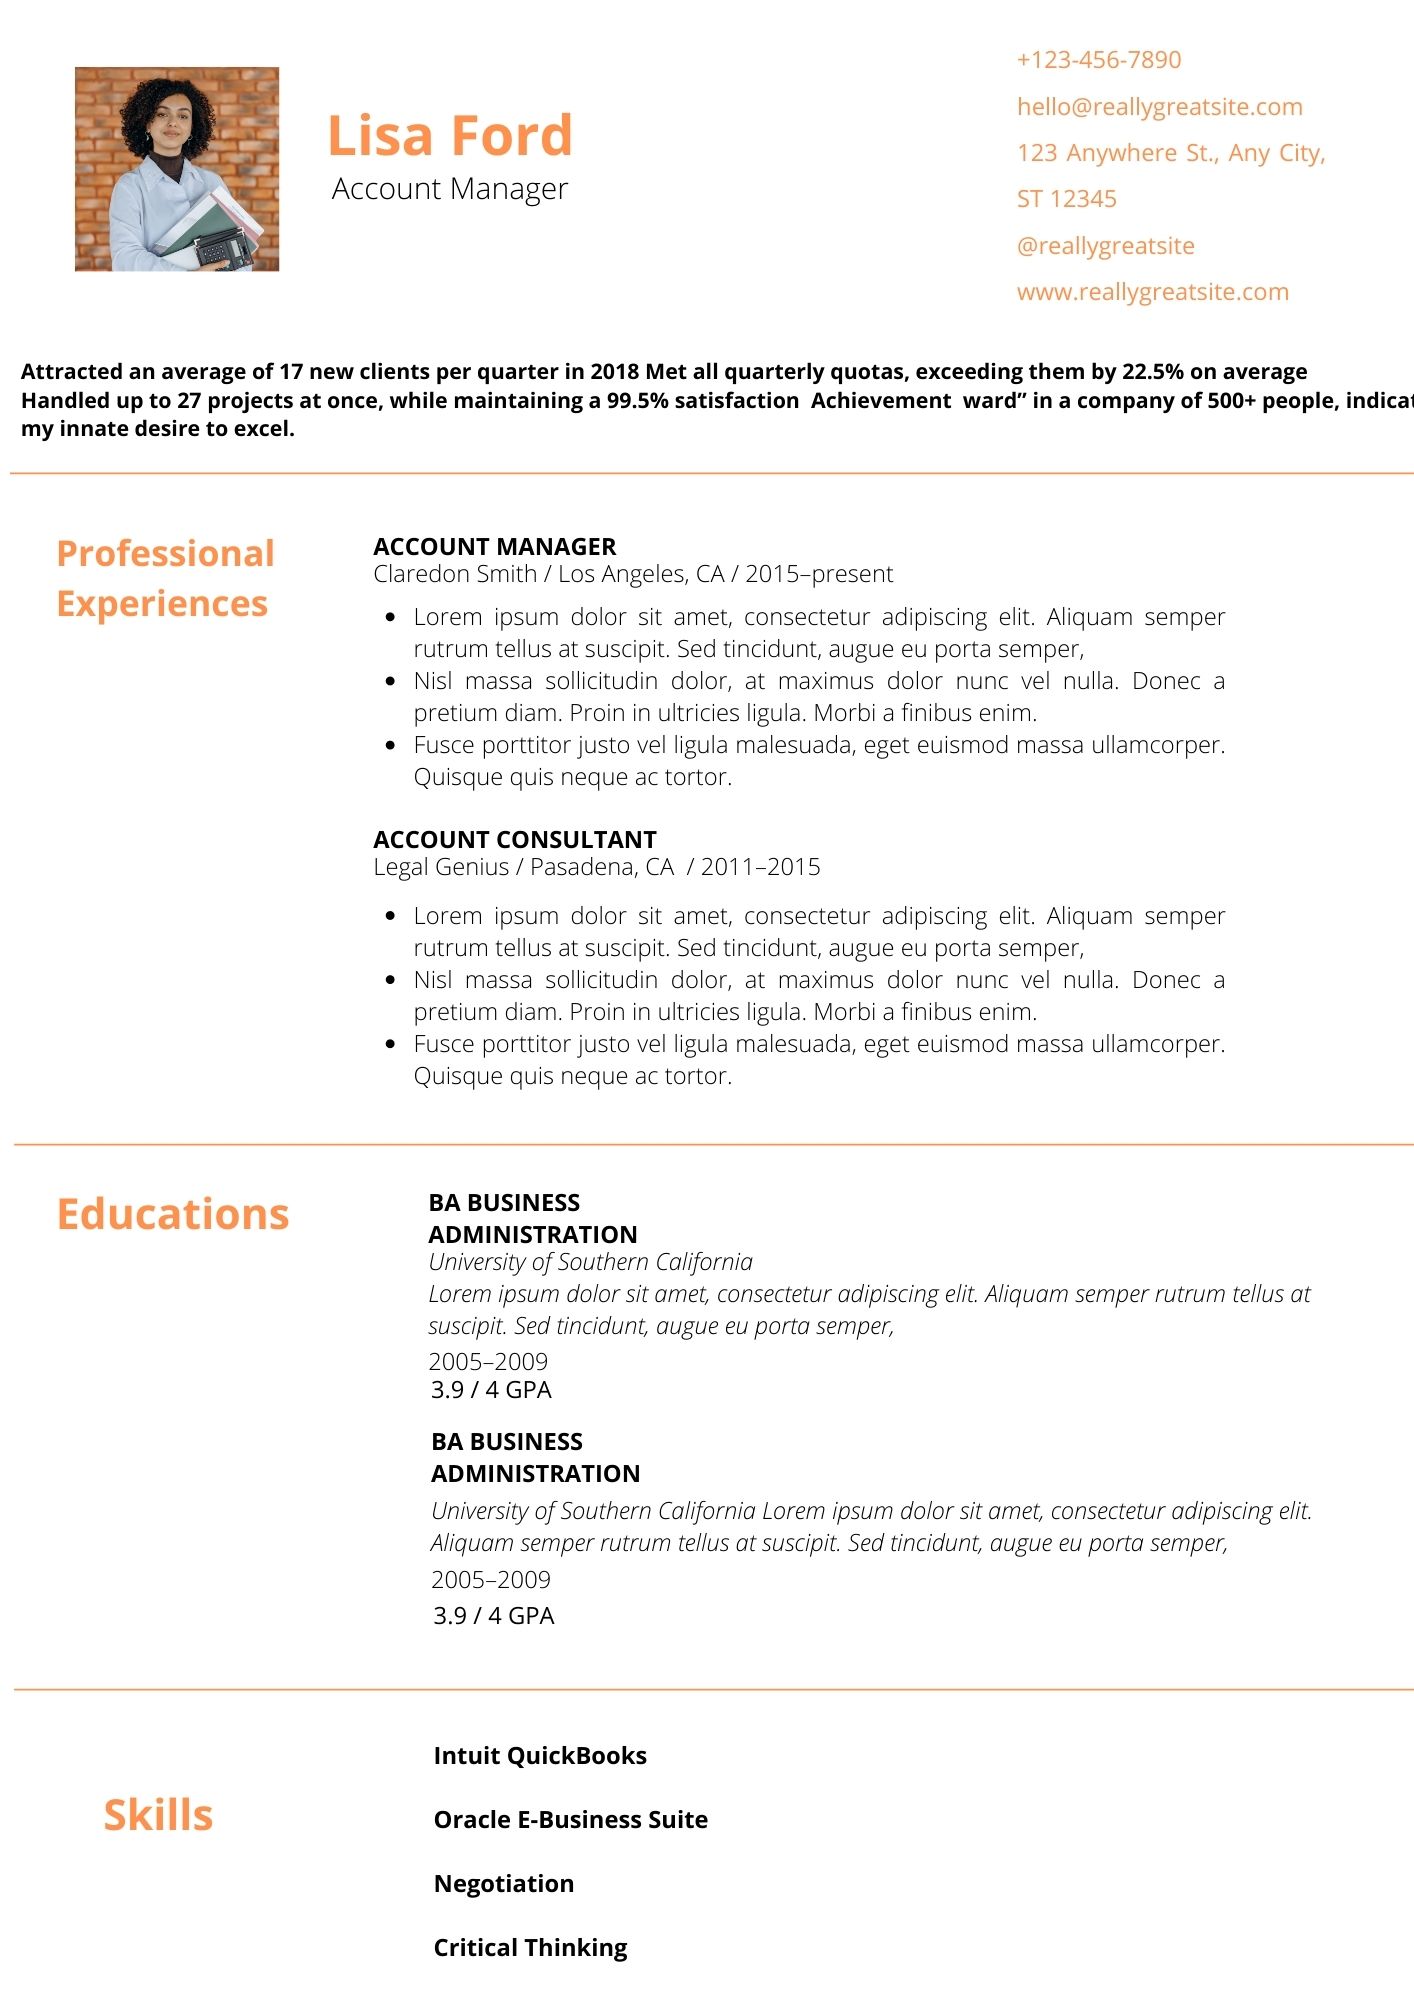 Lisa Ford
Account Manager
+123-456-7890
hello@reallygreatsite.com
123 Anywhere St., Any City,
ST 12345
@reallygreatsite
www.reallygreatsite.com
Attracted an average of 17 new clients per quarter in 2018 Met all quarterly quotas, exceeding them by 22.5% on average
Handled up to 27 projects at once, while maintaining a 99.5% satisfaction  Achievement  ward” in a company of 500+ people, indicat
my innate desire to excel.
Professional
Experiences
ACCOUNT MANAGER
Claredon Smith / Los Angeles, CA / 2015–present
• Lorem ipsum dolor sit amet, consectetur adipiscing elit. Aliquam semper
rutrum tellus at suscipit. Sed tincidunt, augue eu porta semper,
• Nisl massa sollicitudin dolor, at maximus dolor nunc vel nulla. Donec a
pretium diam. Proin in ultricies ligula. Morbi a finibus enim.
• Fusce porttitor justo vel ligula malesuada, eget euismod massa ullamcorper.
Quisque quis neque ac tortor.
ACCOUNT CONSULTANT
Legal Genius / Pasadena, CA  / 2011–2015
• Lorem ipsum dolor sit amet, consectetur adipiscing elit. Aliquam semper
rutrum tellus at suscipit. Sed tincidunt, augue eu porta semper,
• Nisl massa sollicitudin dolor, at maximus dolor nunc vel nulla. Donec a
pretium diam. Proin in ultricies ligula. Morbi a finibus enim.
• Fusce porttitor justo vel ligula malesuada, eget euismod massa ullamcorper.
Quisque quis neque ac tortor.
Educations
BA BUSINESS
ADMINISTRATION
University of Southern California
Lorem ipsum dolor sit amet, consectetur adipiscing elit. Aliquam semper rutrum tellus at
suscipit. Sed tincidunt, augue eu porta semper,
2005–2009
3.9 / 4 GPA
BA BUSINESS
ADMINISTRATION
University of Southern California Lorem ipsum dolor sit amet, consectetur adipiscing elit.
Aliquam semper rutrum tellus at suscipit. Sed tincidunt, augue eu porta semper,
2005–2009
3.9 / 4 GPA
Skills
Intuit QuickBooks
Oracle E-Business Suite
Negotiation
Critical Thinking